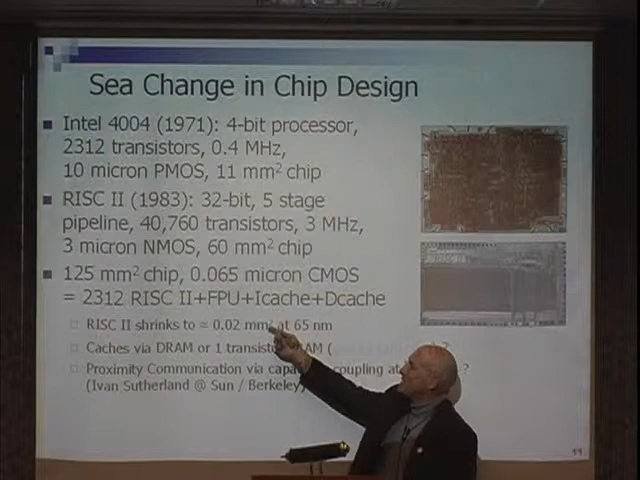 Sea Change in Chip Design
Intel 4004 (1971): 4-bit processor,
2312 transistors, 0.4 MHz,
10 micron PMOS, 11 mm² chip
RISC II (1983): 32-bit, 5 stage
pipeline, 40,760 transistors, 3 MHz,
3 micron NMOS, 60 mm² chip
125 mm² chip, 0.065 micron CMOS
= 2312 RISC II+FPU+Icache+Dcache
RISC II shrinks to ≈ 0.02 mm² at 65 nm
Caches via DRAM or 1 ?
Proximity Communication via coupling at ?
(Ivan Sutherland @ Sun / Berkeley)
11